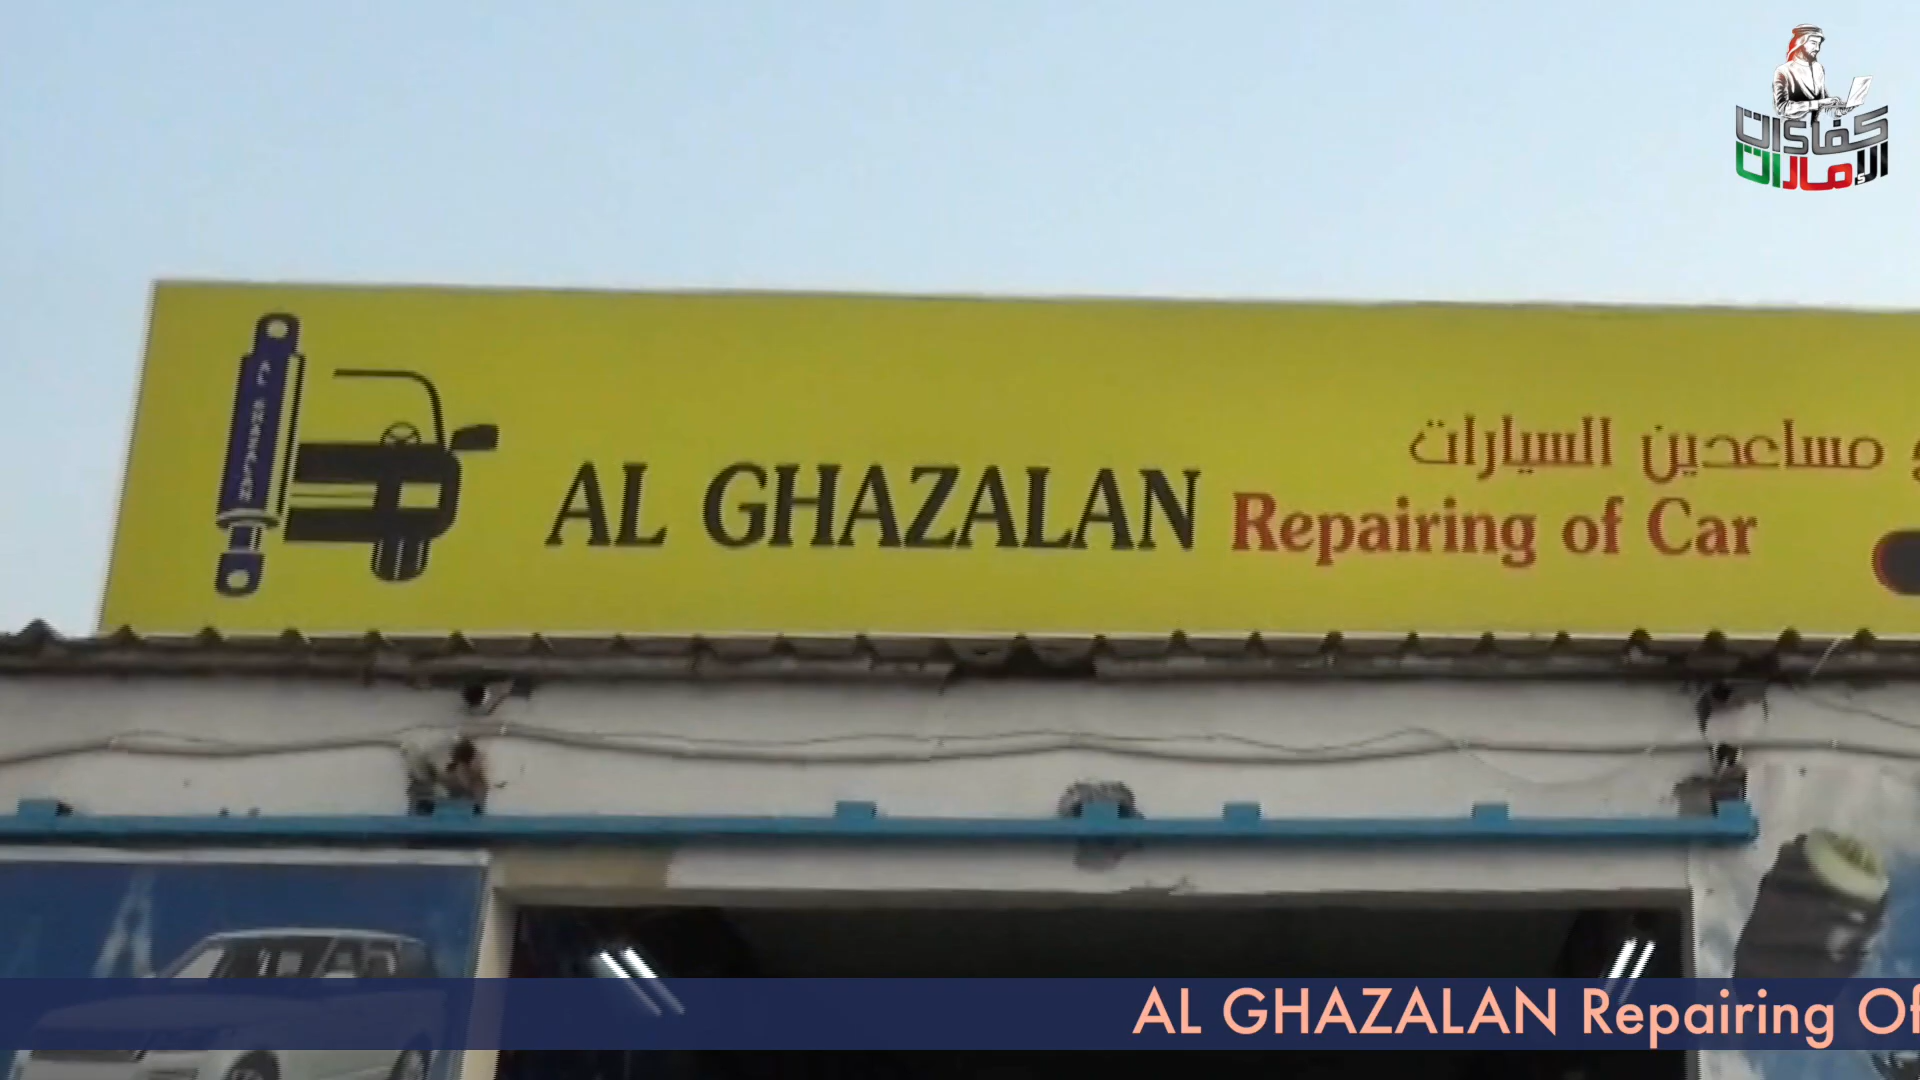 كفاءات
الإمارات
AL GHAZALAN
مساعدين السيارات
AL GHAZALAN Repairing of Car
AL GHAZALAN Repairing Of